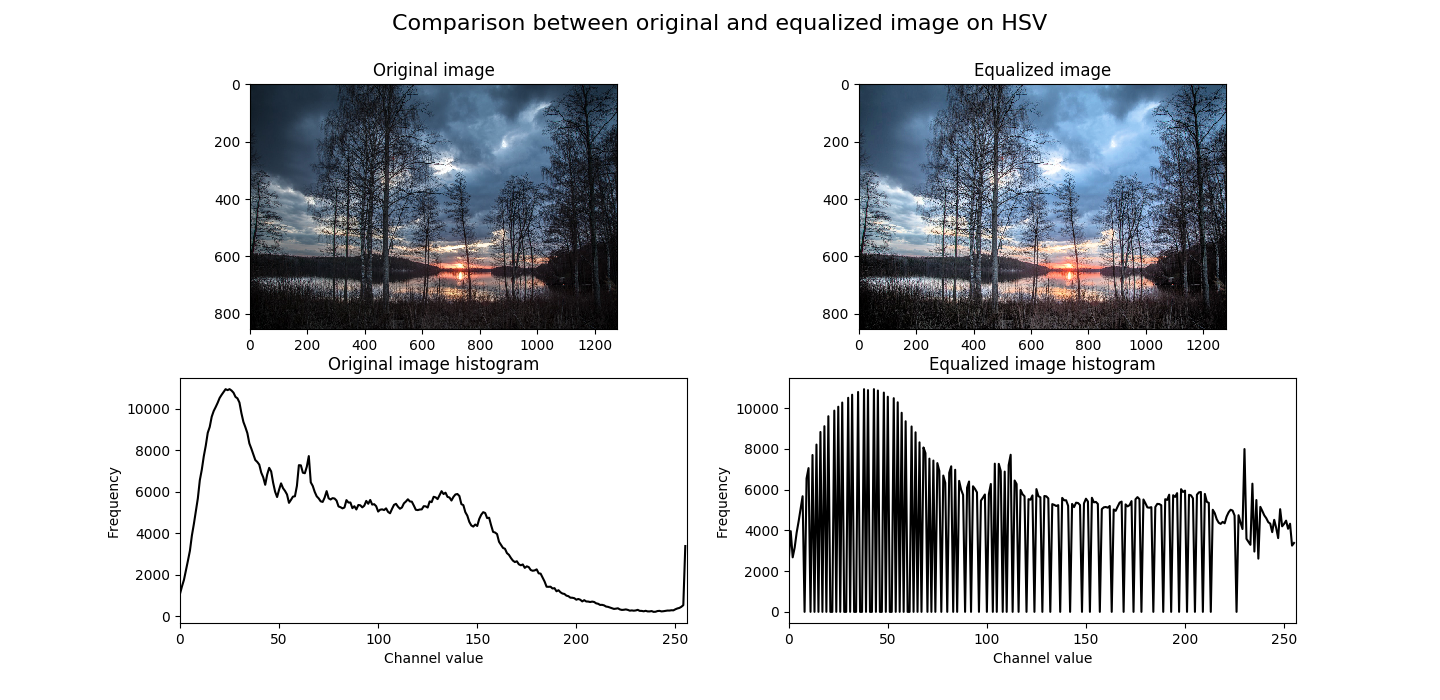 Comparison between original and equalized image on HSV
Original image
0
200
400
600
800
0 200 400 600 800 1000 1200
Equalized image
0
200
400
600
800
0 200 400 600 800 1000 1200
Original image histogram
Frequency
10000
8000
6000
4000
2000
0
0 50 100 150 200 250
Channel value
Equalized image histogram
Frequency
10000
8000
6000
4000
2000
0
0 50 100 150 200 250
Channel value